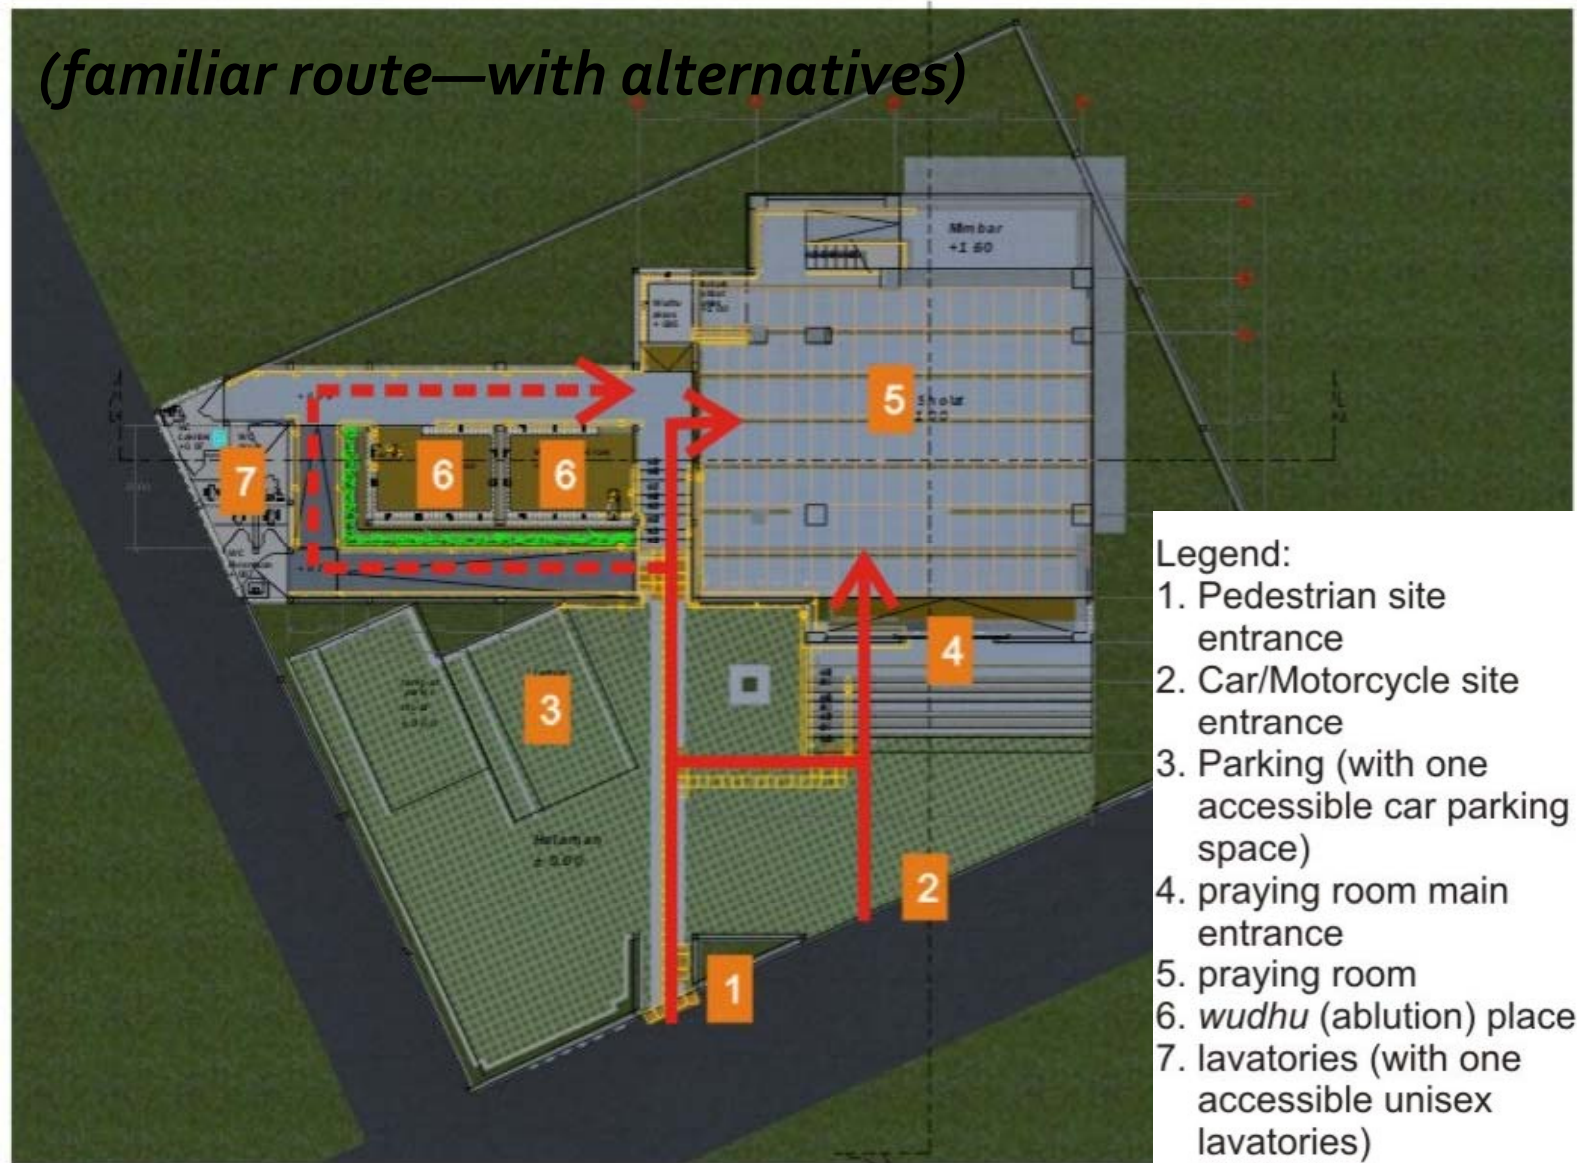 (familiar route—with alternatives)
Mimbar
+1 60
5
6
6
7
4
3
Halaman
± 0.00
2
1
Legend:
1. Pedestrian site
entrance
2. Car/Motorcycle site
entrance
3. Parking (with one
accessible car parking
space)
4. praying room main
entrance
5. praying room
6. wudhu (ablution) place
7. lavatories (with one
accessible unisex
lavatories)